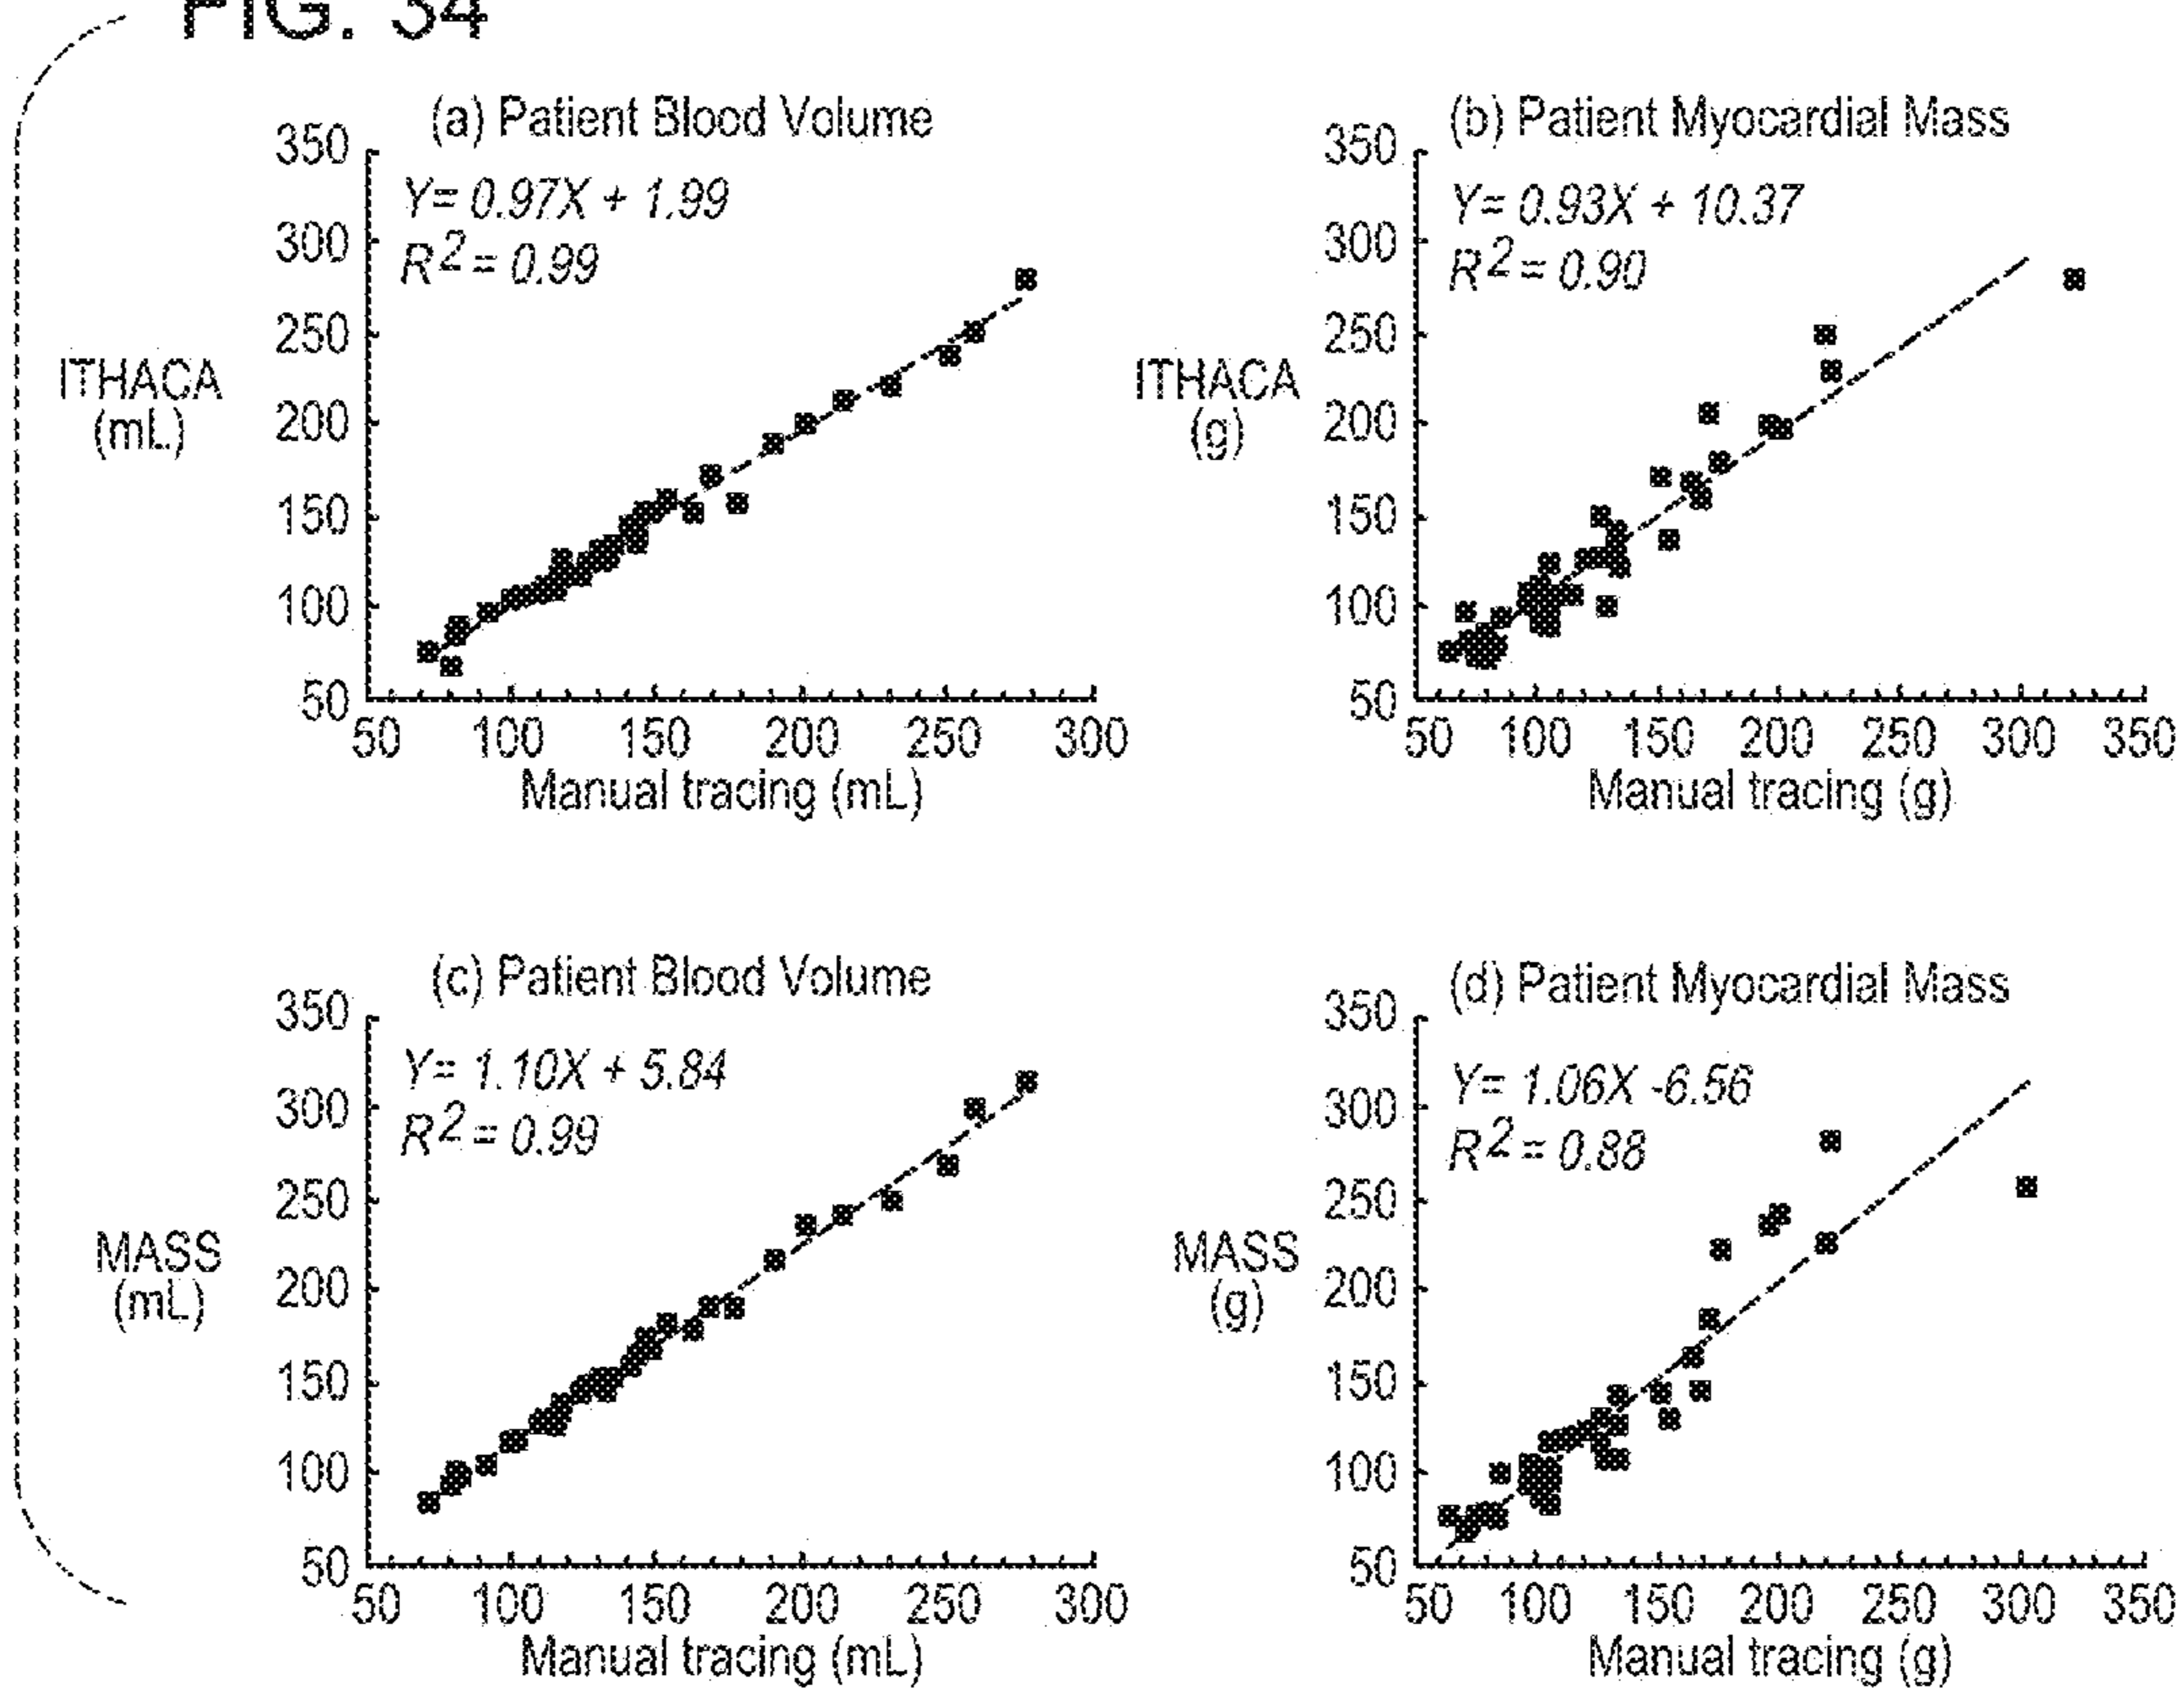 FIG. 34
(a) Patient Blood Volume
350
Y= 0.97X + 1.99
300
R2= 0.99
250
ITHACA
(mL)
200
150
100
50
50 100 150 200 250 300
Manual tracing (mL)
(b) Patient Myocardial Mass
350
Y= 0.93X + 10.37
300
R2= 0.90
250
ITHACA
(g)
200
150
100
50
50 100 150 200 250 300 350
Manual tracing (g)
(c) Patient Blood Volume
350
Y= 1.10X + 5.84
300
R2= 0.99
250
MASS
(mL)
200
150
100
50
50 100 150 200 250 300
Manual tracing (mL)
(d) Patient Myocardial Mass
350
Y= 1.06X -6.56
300
R2= 0.88
250
MASS
(g)
200
150
100
50
50 100 150 200 250 300 350
Manual tracing (g)